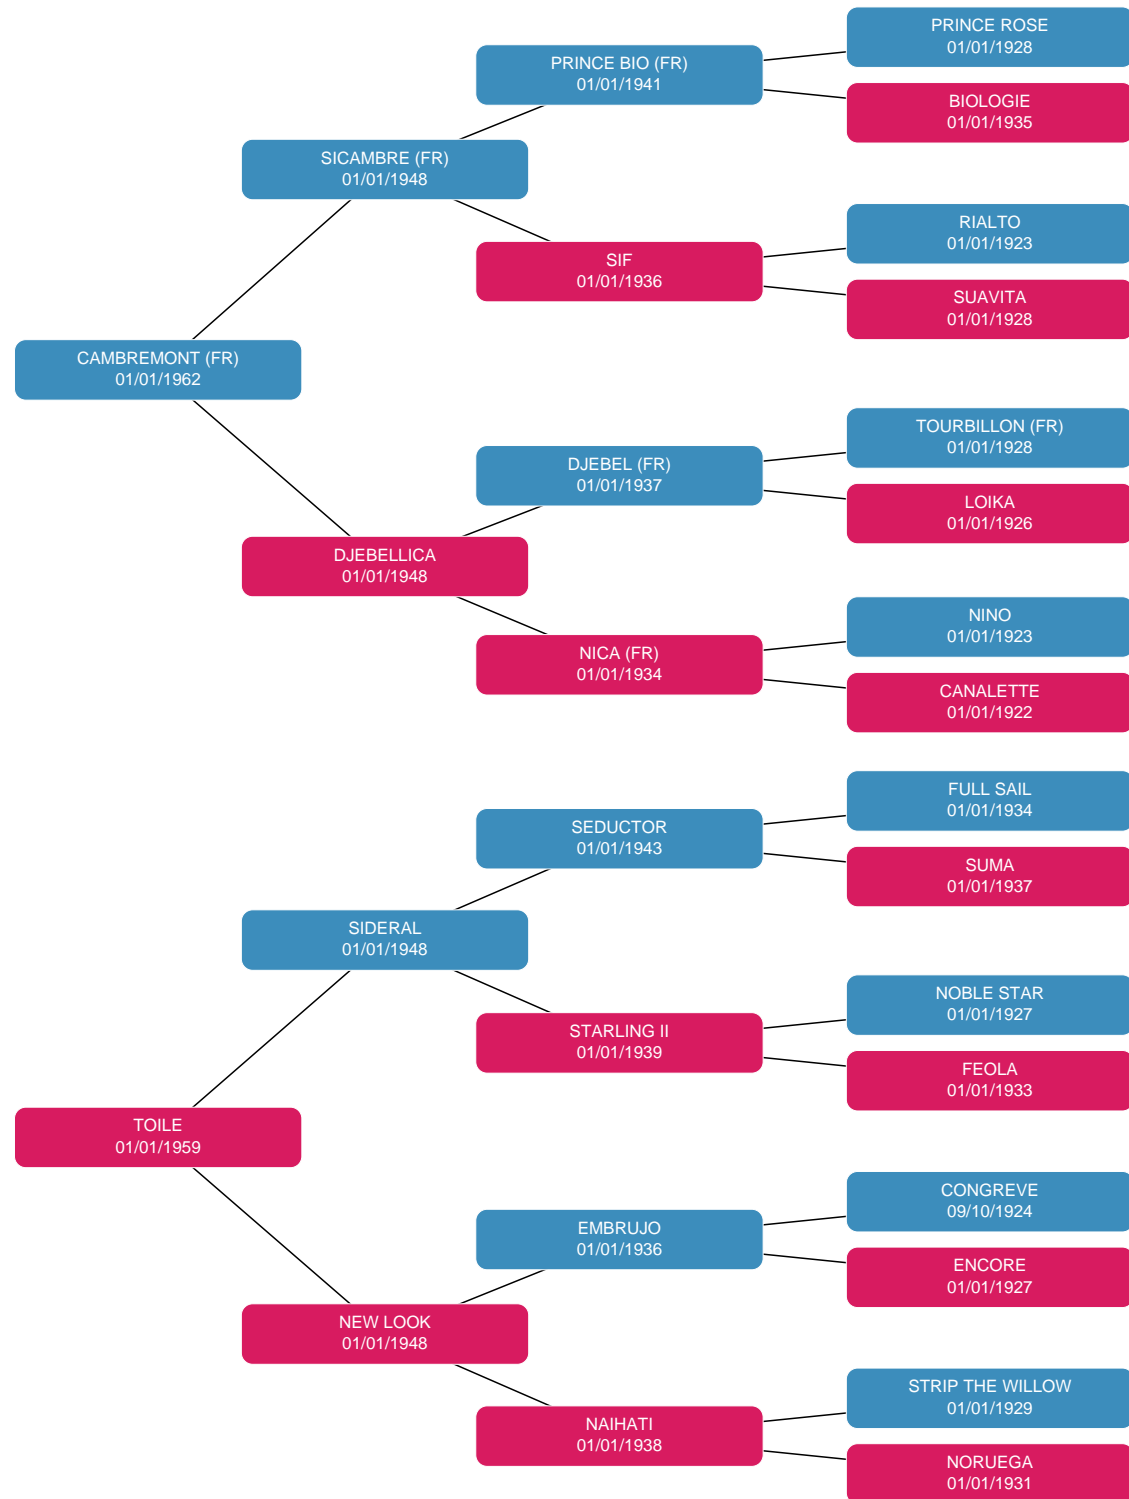 PRINCE ROSE
01/01/1928
PRINCE BIO (FR)
01/01/1941
BIOLOGIE
01/01/1935
SICAMBRE (FR)
01/01/1948
RIALTO
01/01/1923
SIF
01/01/1936
SUAVITA
01/01/1928
CAMBREMONT (FR)
01/01/1962
TOURBILLON (FR)
01/01/1928
DJEBEL (FR)
01/01/1937
LOIKA
01/01/1926
DJEBELLICA
01/01/1948
NINO
01/01/1923
NICA (FR)
01/01/1934
CANALETTE
01/01/1922
FULL SAIL
01/01/1934
SEDUCTOR
01/01/1943
SUMA
01/01/1937
SIDERAL
01/01/1948
NOBLE STAR
01/01/1927
STARLING II
01/01/1939
FEOLA
01/01/1933
TOILE
01/01/1959
CONGREVE
09/10/1924
EMBRUJO
01/01/1936
ENCORE
01/01/1927
NEW LOOK
01/01/1948
STRIP THE WILLOW
01/01/1929
NAIHATI
01/01/1938
NORUEGA
01/01/1931